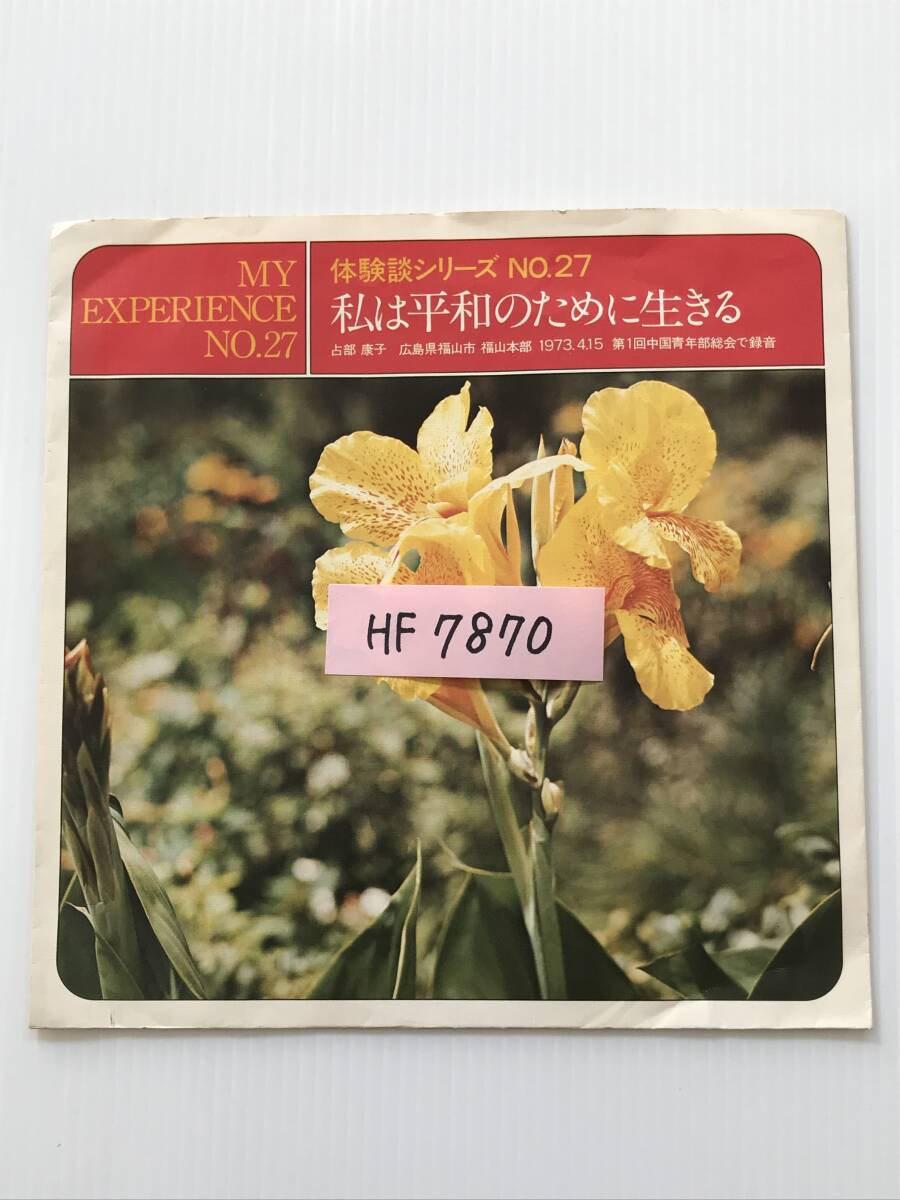 MY
EXPERIENCE
NO.27
体験談シリーズ NO.27
私は平和のために生きる
占部 康子 広島県福山市 福山本部 1973.4.15 第1回中国青年部総会で録音
HF 7870